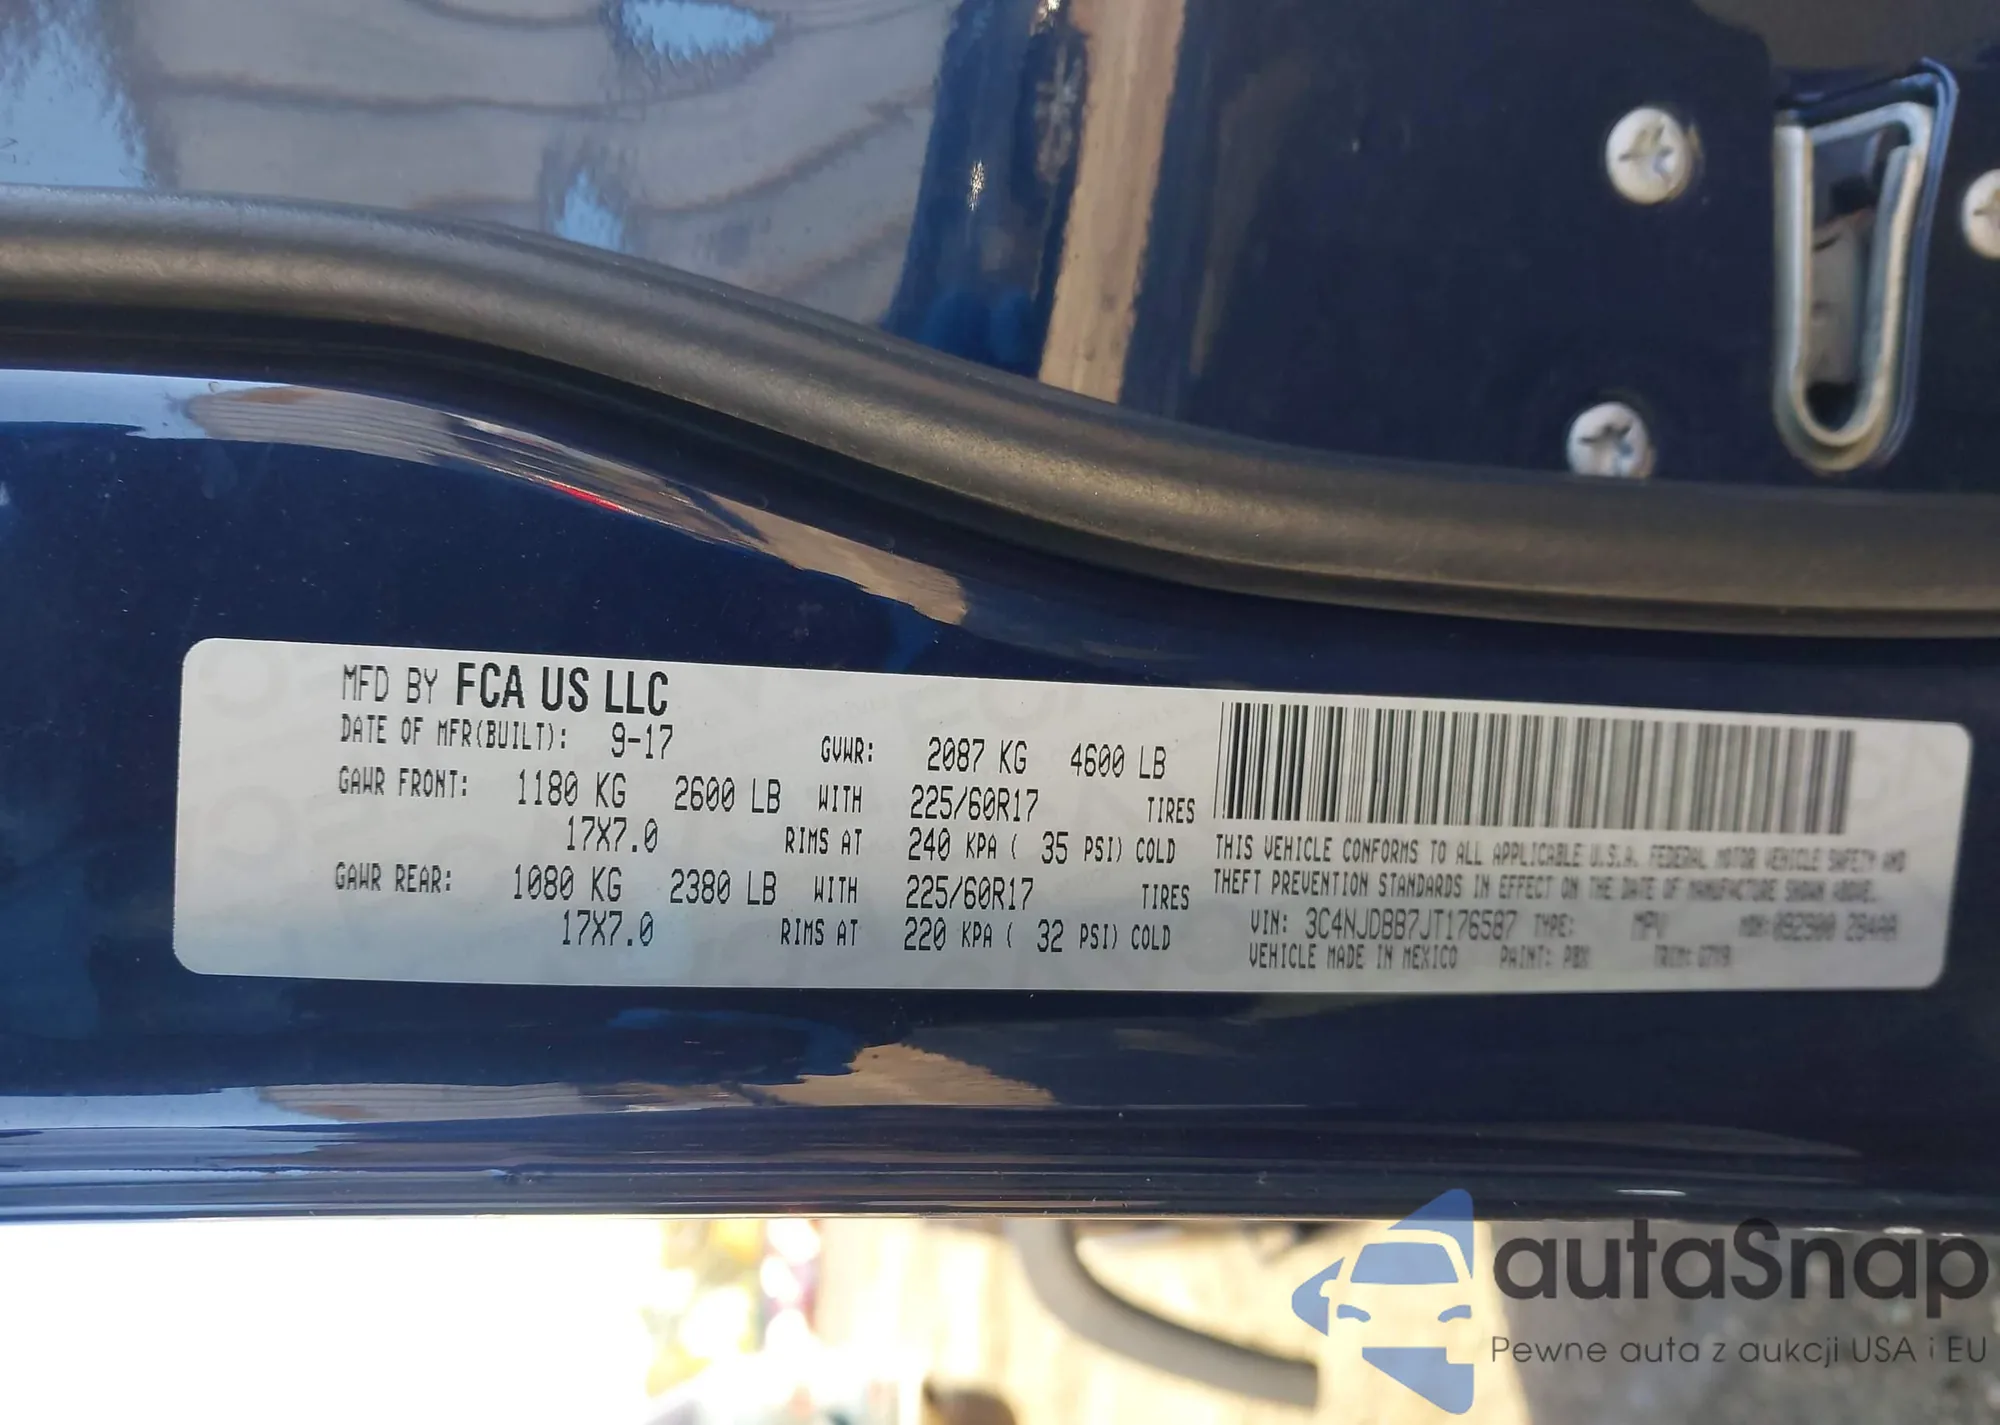 MFD BY FCA US LLC
DATE OF MFR(BUILT): 9-17 GVWR: 2087 KG 4600 LB
GAWR FRONT: 1180 KG 2600 LB WITH 225/60R17 TIRES
17X7.0 RIMS AT 240 KPA ( 35 PSI) COLD
GAWR REAR: 1080 KG 2380 LB WITH 225/60R17 TIRES
17X7.0 RIMS AT 220 KPA ( 32 PSI) COLD
THIS VEHICLE CONFORMS TO ALL APPLICABLE U.S.A. FEDERAL MOTOR VEHICLE SAFETY AND
THEFT PREVENTION STANDARDS IN EFFECT ON THE DATE OF MANUFACTURE SHOWN ABOVE.
VIN: 3C4NJDBB7JT176587 TYPE: MPV
VEHICLE MADE IN MEXICO PAINT: PBX
autaSnap
Pewne auta z aukcji USA i EU